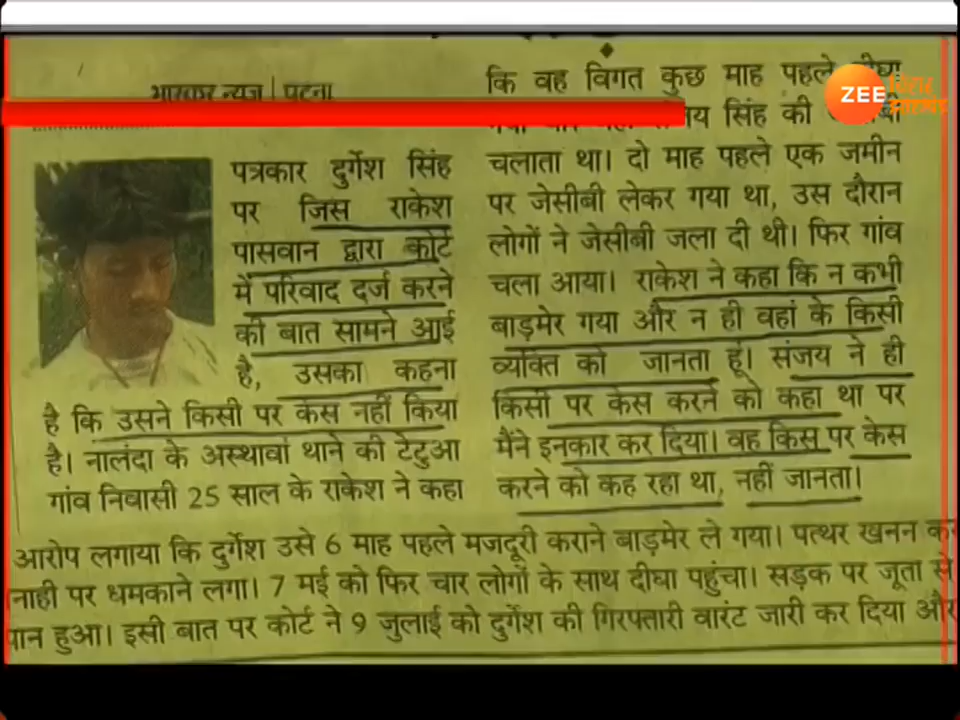 भास्कर न्यूज | पटना
पत्रकार दुर्गेश सिंह
पर जिस राकेश
पासवान द्वारा कोर्ट
में परिवाद दर्ज करने
की बात सामने आई
है, उसका कहना
है कि उसने किसी पर केस नहीं किया
है। नालंदा के अस्थावां थाने की टेटुआ
गांव निवासी 25 साल के राकेश ने कहा
कि वह विगत कुछ माह पहले दीघा
सिंह की
चलाता था। दो माह पहले एक जमीन
पर जेसीबी लेकर गया था, उस दौरान
लोगों ने जेसीबी जला दी थी। फिर गांव
चला आया। राकेश ने कहा कि न कभी
बाड़मेर गया और न ही वहां के किसी
व्यक्ति को जानता हूं। संजय ने ही
किसी पर केस करने को कहा था पर
मैंने इनकार कर दिया। वह किस पर केस
करने को कह रहा था, नहीं जानता।
आरोप लगाया कि दुर्गेश उसे 6 माह पहले मजदूरी कराने बाड़मेर ले गया। पत्थर खनन
पर धमकाने लगा। 7 मई को फिर चार लोगों के साथ दीघा पहुंचा। सड़क पर जूता से
हुआ। इसी बात पर कोर्ट ने 9 जुलाई को दुर्गेश की गिरफ्तारी वारंट जारी कर दिया और
ZEE